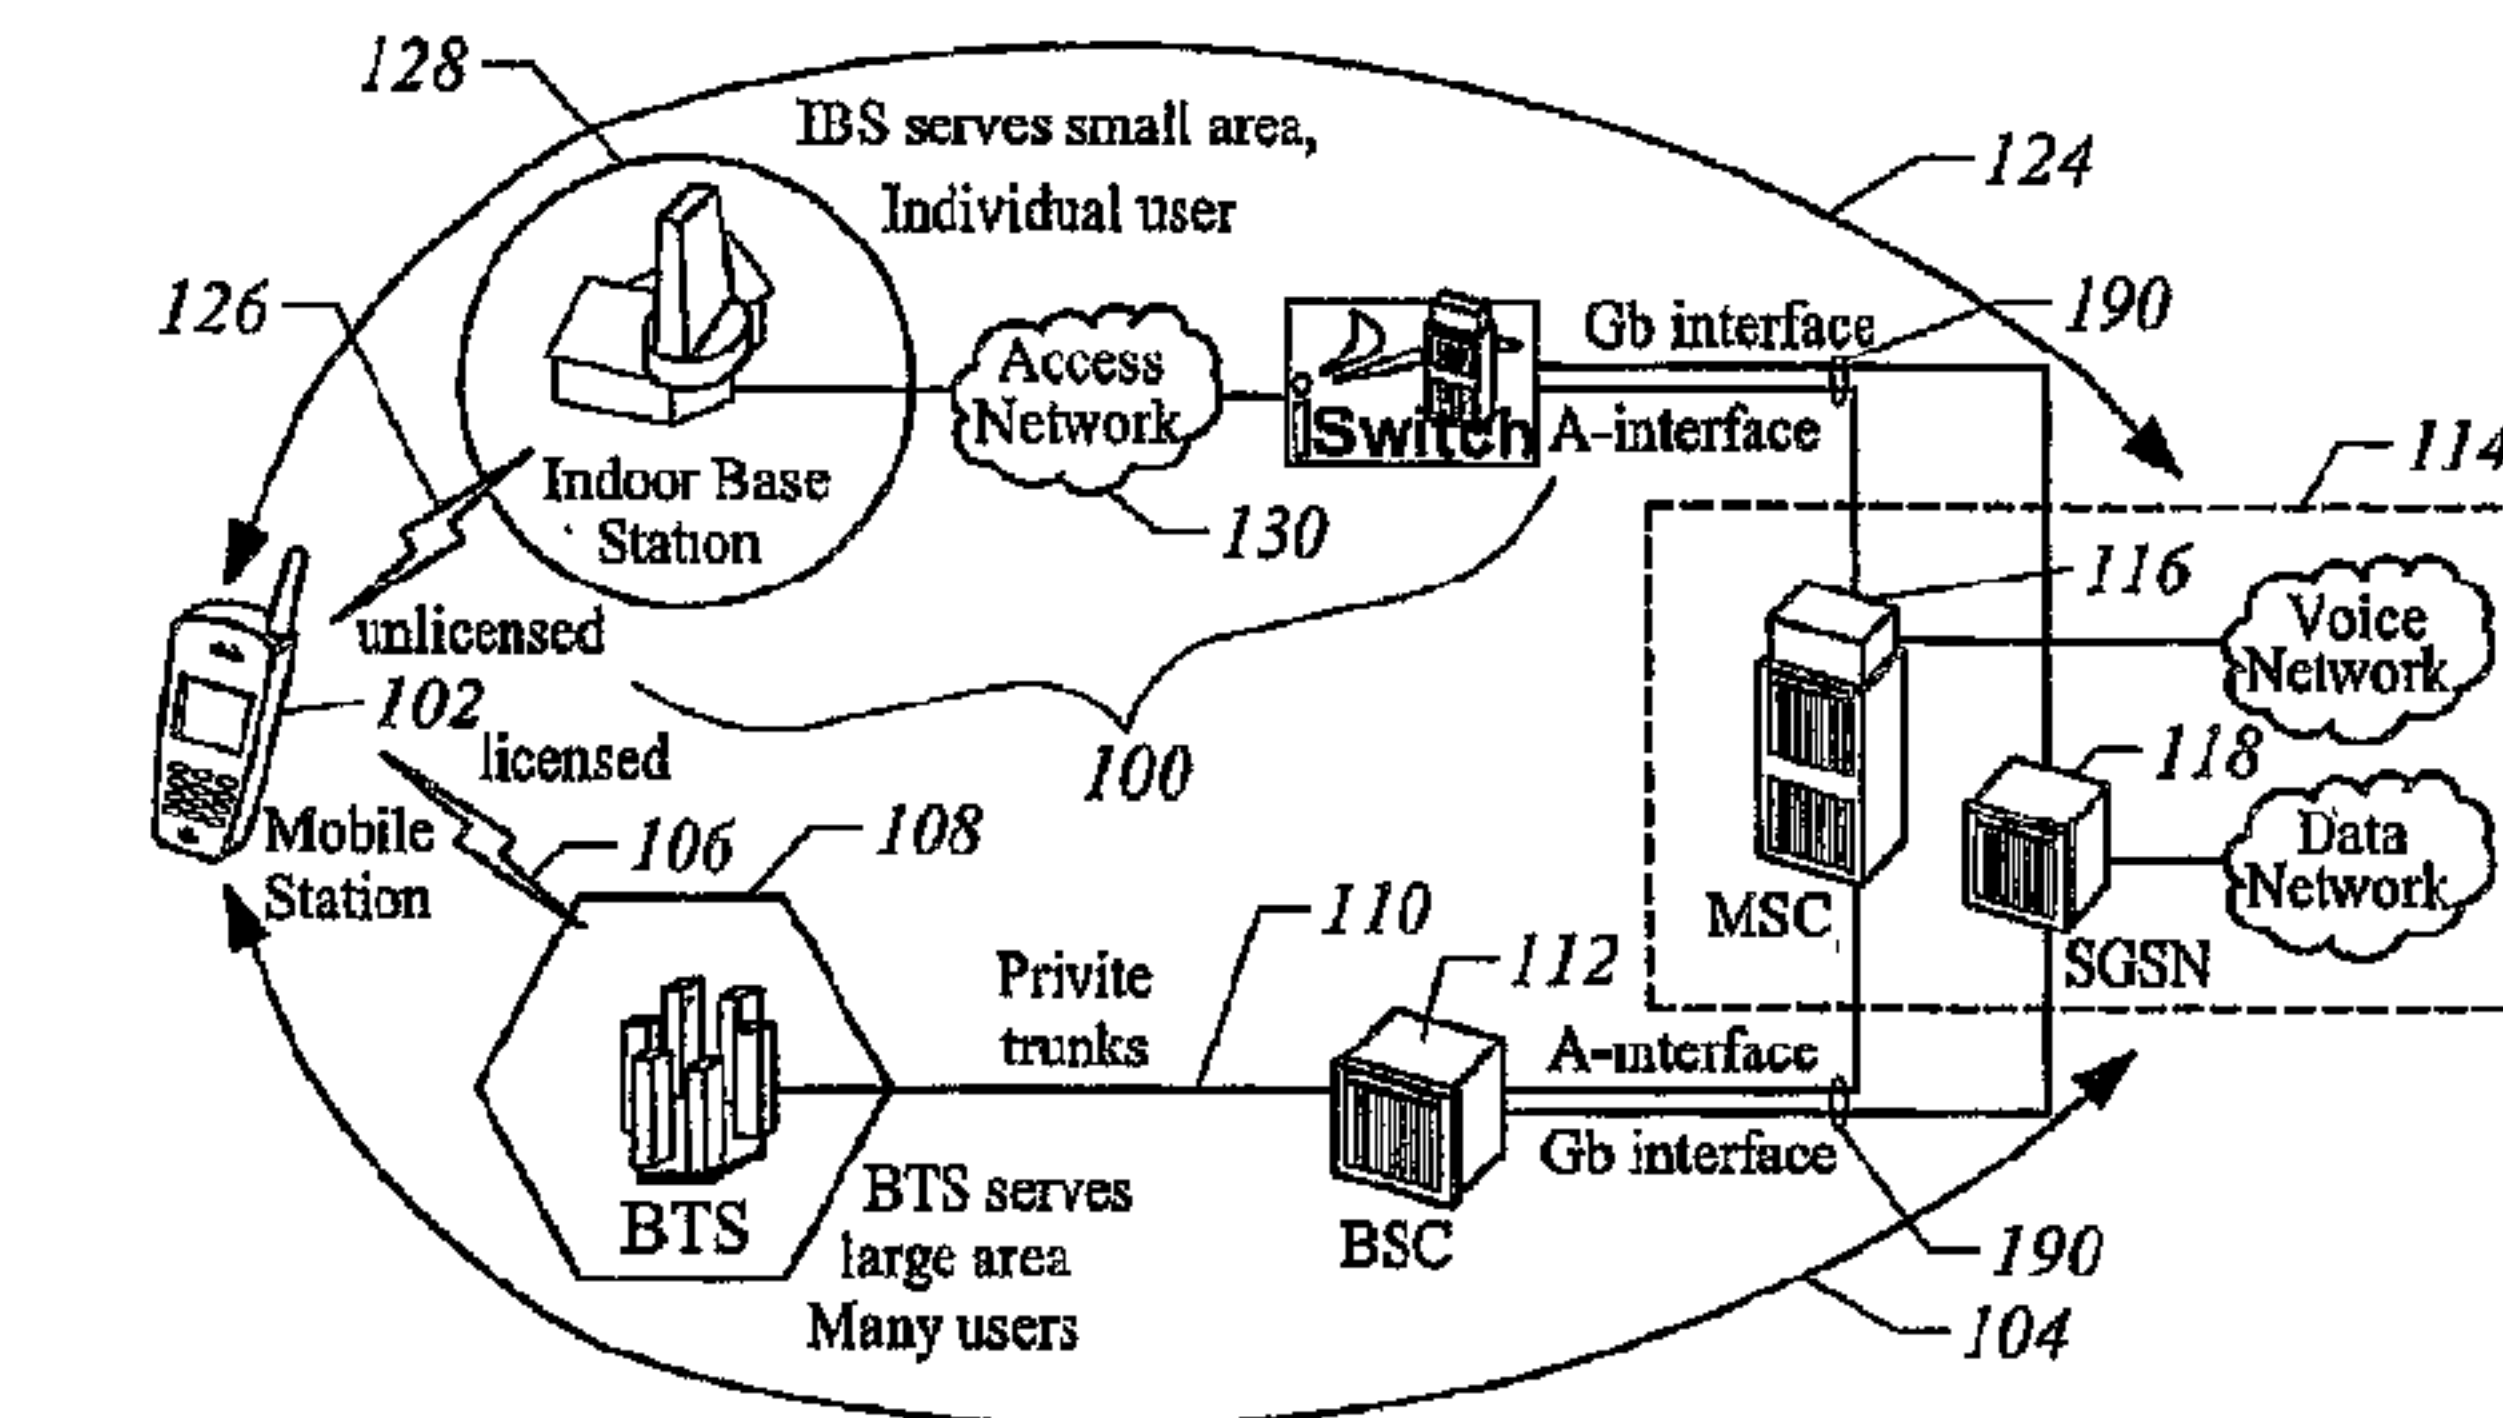 128
IBS serves small area,
Individual user
124
126
190
Gb interface
Access
Network
iSwitch
A-interface
114
Indoor Base
Station
130
116
unlicensed
Voice
Network
102
licensed
100
118
Mobile
Station
106
108
Data
Network
110
MSC
112
SGSN
Privite
trunks
A-interface
Gb interface
BTS
BTS serves
large area
Many users
BSC
190
104